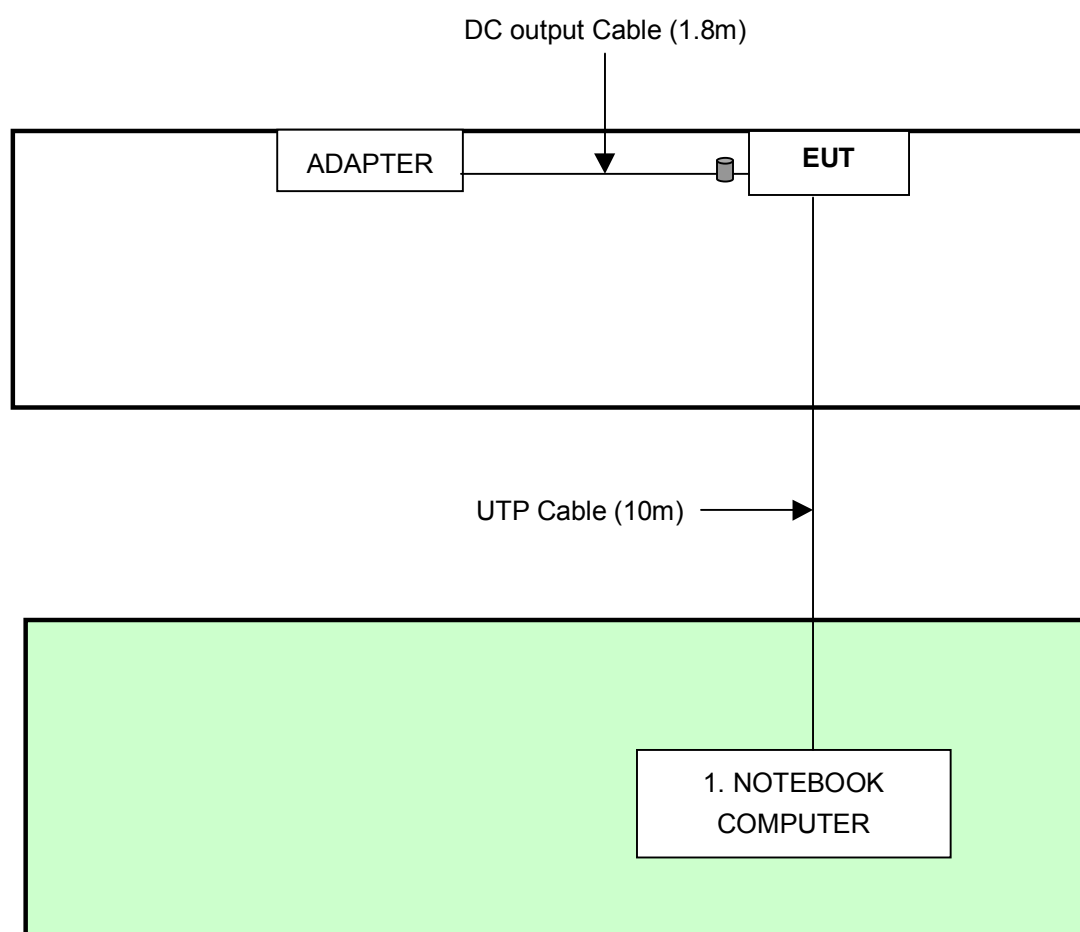 DC output Cable (1.8m)
ADAPTER
EUT
UTP Cable (10m)
1. NOTEBOOK
COMPUTER